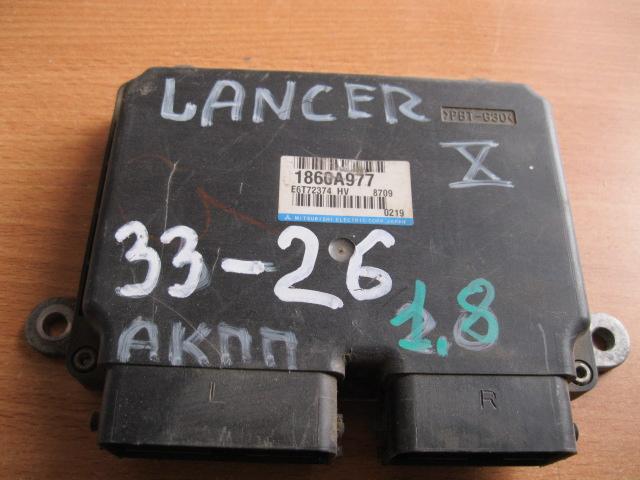 LANCER
>PBT-G30<
X
1860A977
E6T72374 HV 8709
0219
MITSUBISHI ELECTRIC CORP. JAPAN
33-26
1.8
АКПП
L
R